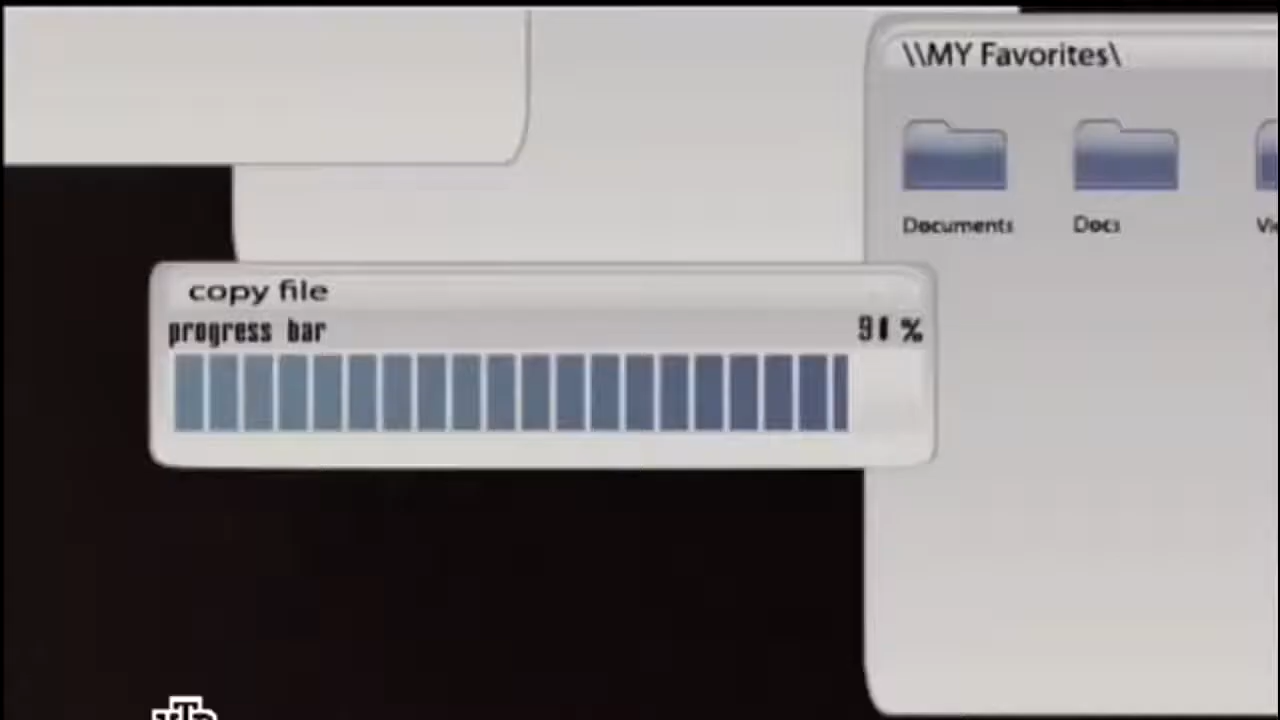 \\MY Favorites\
Documents
Docs
copy file
progress bar
91 %